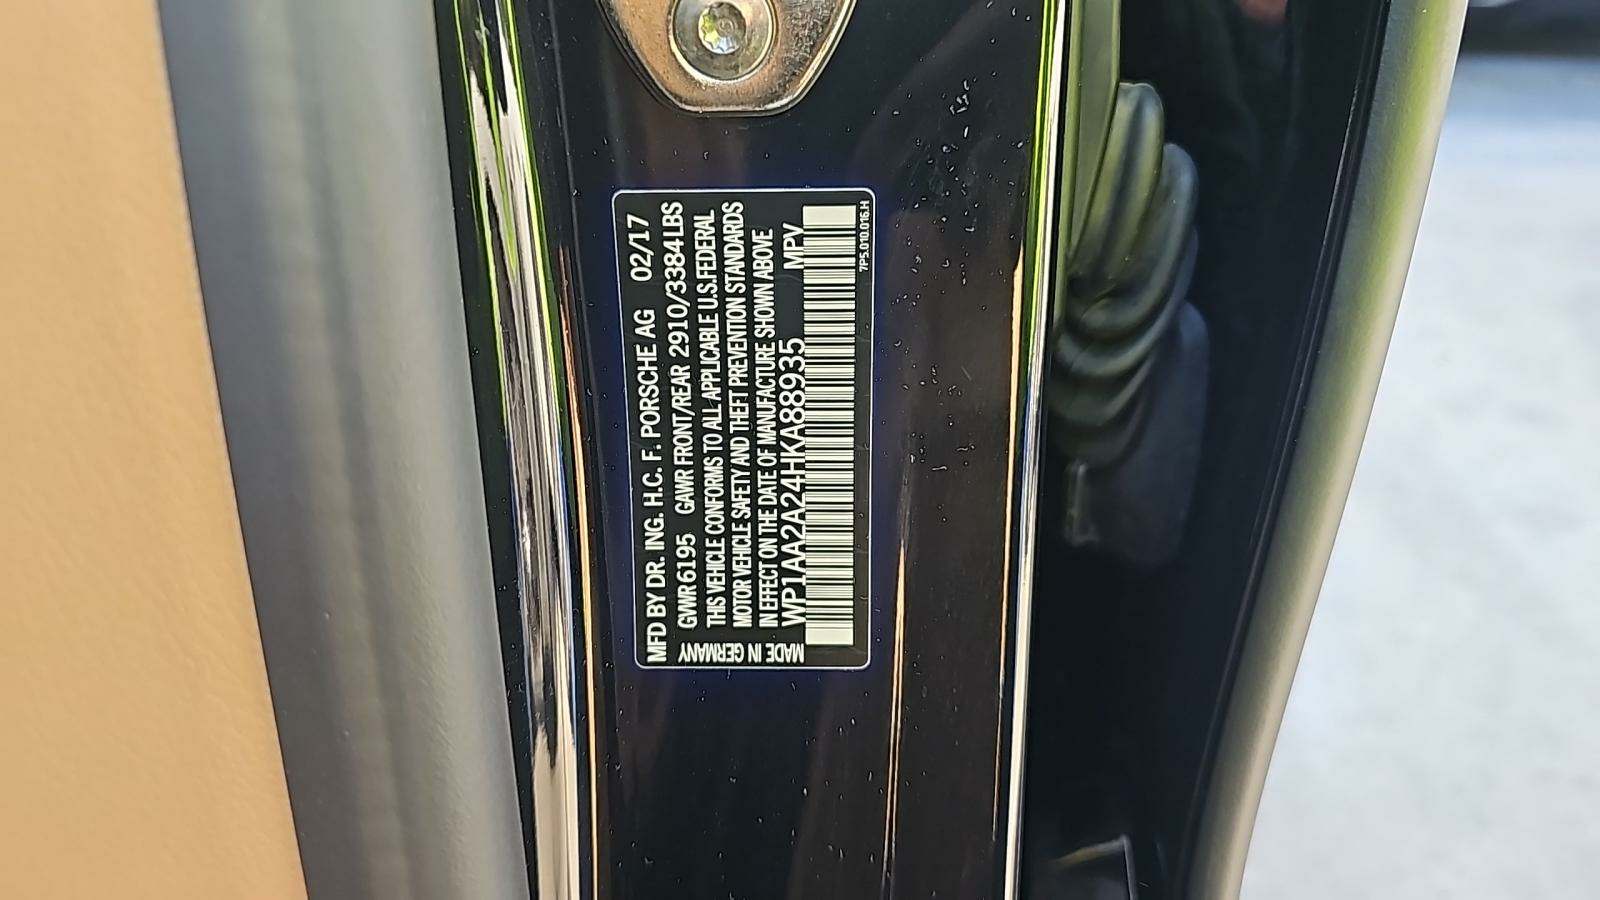 MFD BY DR. ING. H.C. F. PORSCHE AG 02/17
GVWR 6195 GAWR FRONT/REAR 2910/3384 LBS
THIS VEHICLE CONFORMS TO ALL APPLICABLE U.S.FEDERAL
MOTOR VEHICLE SAFETY AND THEFT PREVENTION STANDARDS
IN EFFECT ON THE DATE OF MANUFACTURE SHOWN ABOVE
WP1AA2A24HKA88935 MPV
MADE IN GERMANY
7P5.010.016.H